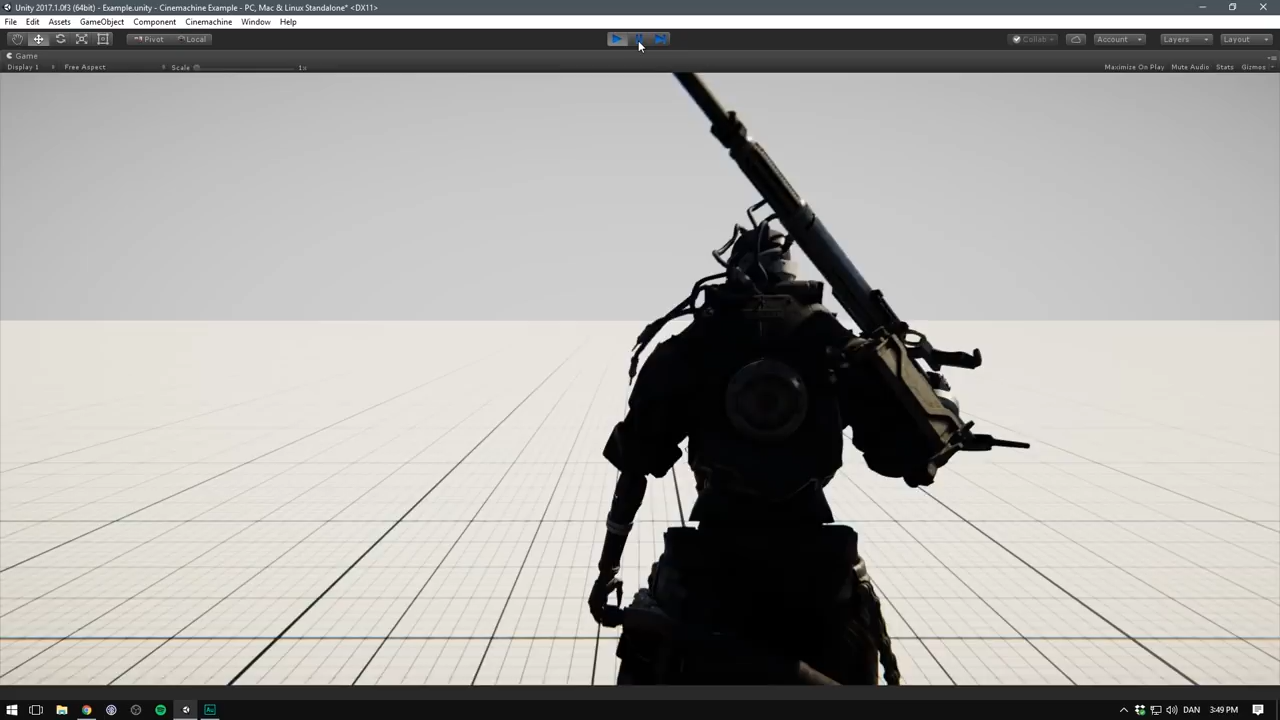 Unity 2017.1.0f3 (64bit) - Example.unity - Cinemachine Example - PC, Mac & Linux Standalone* <DX11>
File Edit Assets GameObject Component Cinemachine Window Help
Pivot Local Collab Account Layers Layout
Game
Display 1 Free Aspect Scale 1x Maximize On Play Mute Audio Stats Gizmos
DAN 3:49 PM